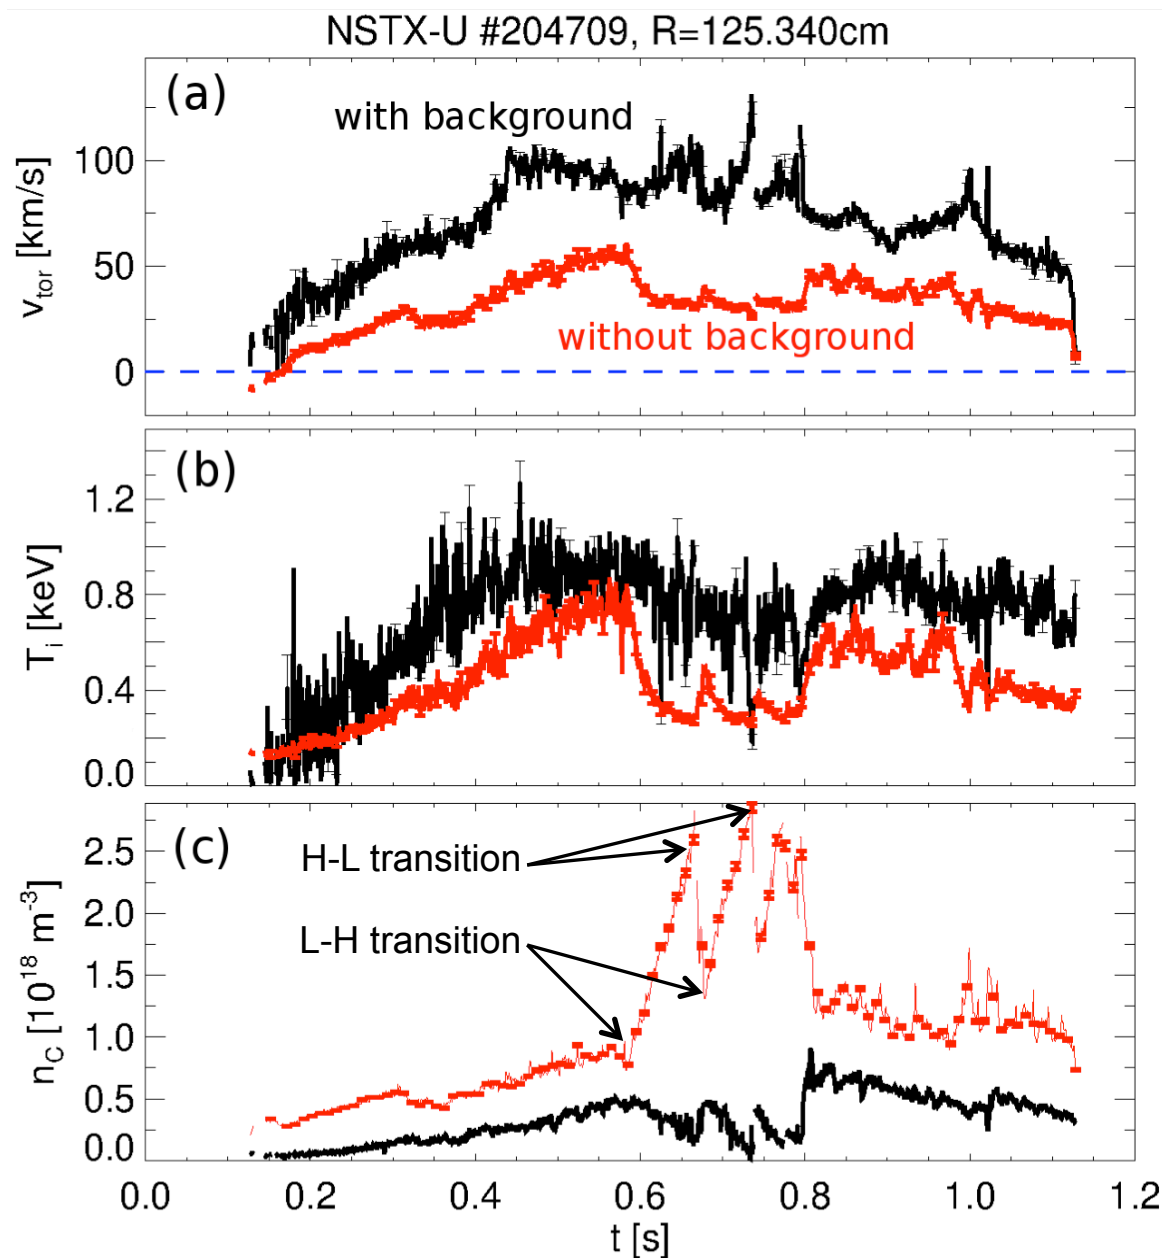 NSTX-U #204709, R=125.340cm
(a)
with background
without background
v_tor [km/s]
100
50
0
(b)
T_i [keV]
1.2
0.8
0.4
0.0
(c)
H-L transition
L-H transition
n_C [10^18 m^-3]
2.5
2.0
1.5
1.0
0.5
0.0
0.0 0.2 0.4 0.6 0.8 1.0 1.2
t [s]